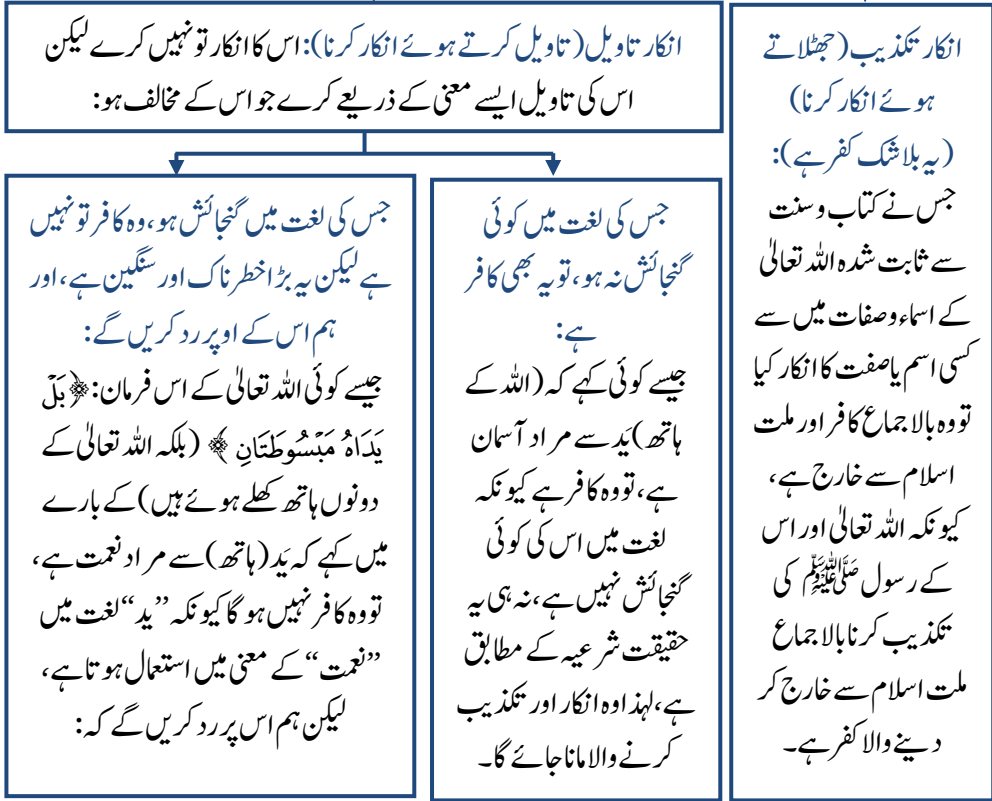 انکار تکذیب (جھٹلاتے
ہوئے انکار کرنا)
(یہ بلا شک کفر ہے):
جس نے کتاب و سنت
سے ثابت شدہ اللہ تعالیٰ
کے اسماء و صفات میں سے
کسی اسم یا صفت کا انکار کیا
تو وہ بالاجماع کافر اور ملت
اسلام سے خارج ہے،
کیونکہ اللہ تعالیٰ اور اس
کے رسول ﷺ کی
تکذیب کرنا بالاجماع
ملت اسلام سے خارج کر
دینے والا کفر ہے۔
انکار تاویل (تاویل کرتے ہوئے انکار کرنا): اس کا انکار تو نہیں کرے لیکن
اس کی تاویل ایسے معنی کے ذریعے کرے جو اس کے مخالف ہو:
جس کی لغت میں کوئی
گنجائش نہ ہو، تو یہ بھی کافر
ہے:
جیسے کوئی کہے کہ (اللہ کے
ہاتھ) یَد سے مراد آسمان
ہے، تو وہ کافر ہے کیونکہ
لغت میں اس کی کوئی
گنجائش نہیں ہے، نہ ہی یہ
حقیقت شرعیہ کے مطابق
ہے، لہذا وہ انکار اور تکذیب
کرنے والا مانا جائے گا۔
جس کی لغت میں گنجائش ہو، وہ کافر تو نہیں
ہے لیکن یہ بڑا خطرناک اور سنگین ہے، اور
ہم اس کے اوپر رد کریں گے:
جیسے کوئی اللہ تعالیٰ کے اس فرمان: ﴿بَلْ
يَدَاهُ مَبْسُوطَتَانِ﴾ (بلکہ اللہ تعالیٰ کے
دونوں ہاتھ کھلے ہوئے ہیں) کے بارے
میں کہے کہ یَد (ہاتھ) سے مراد نعمت ہے،
تو وہ کافر نہیں ہو گا کیونکہ ”ید“ لغت میں
”نعمت“ کے معنی میں استعمال ہوتا ہے،
لیکن ہم اس پر رد کریں گے کہ: